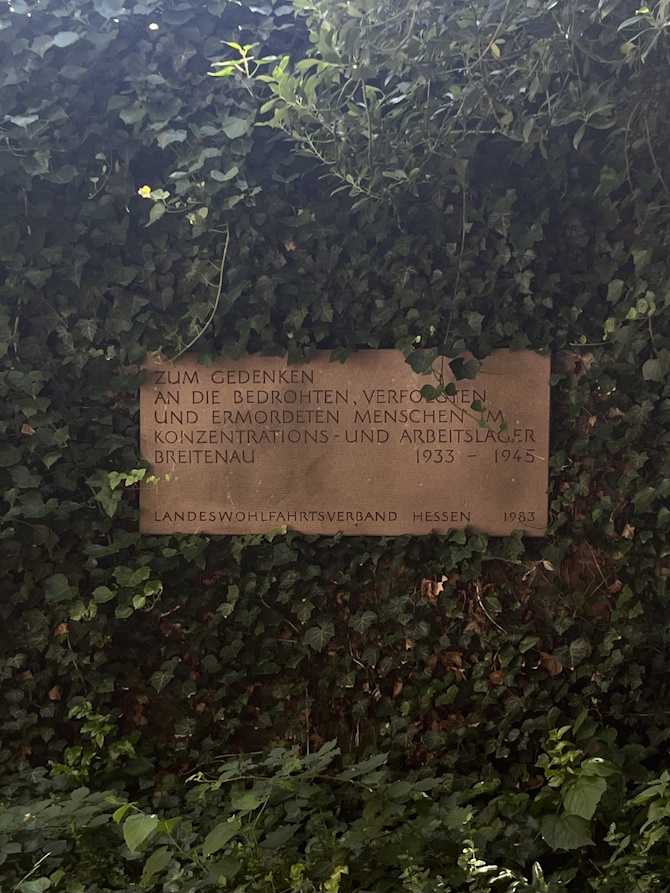 ZUM GEDENKEN
AN DIE BEDROHTEN, VERFOLGTEN
UND ERMORDETEN MENSCHEN IM
KONZENTRATIONS-UND ARBEITSLAGER
BREITENAU 1933 – 1945
LANDESWOHLFAHRTSVERBAND HESSEN 1983